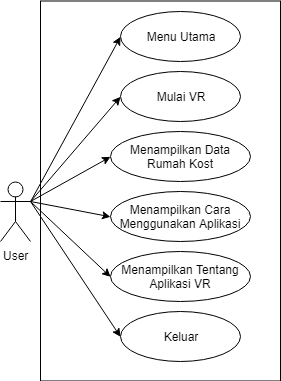 Menu Utama
Mulai VR
Menampilkan Data
Rumah Kost
Menampilkan Cara
Menggunakan Aplikasi
User
Menampilkan Tentang
Aplikasi VR
Keluar